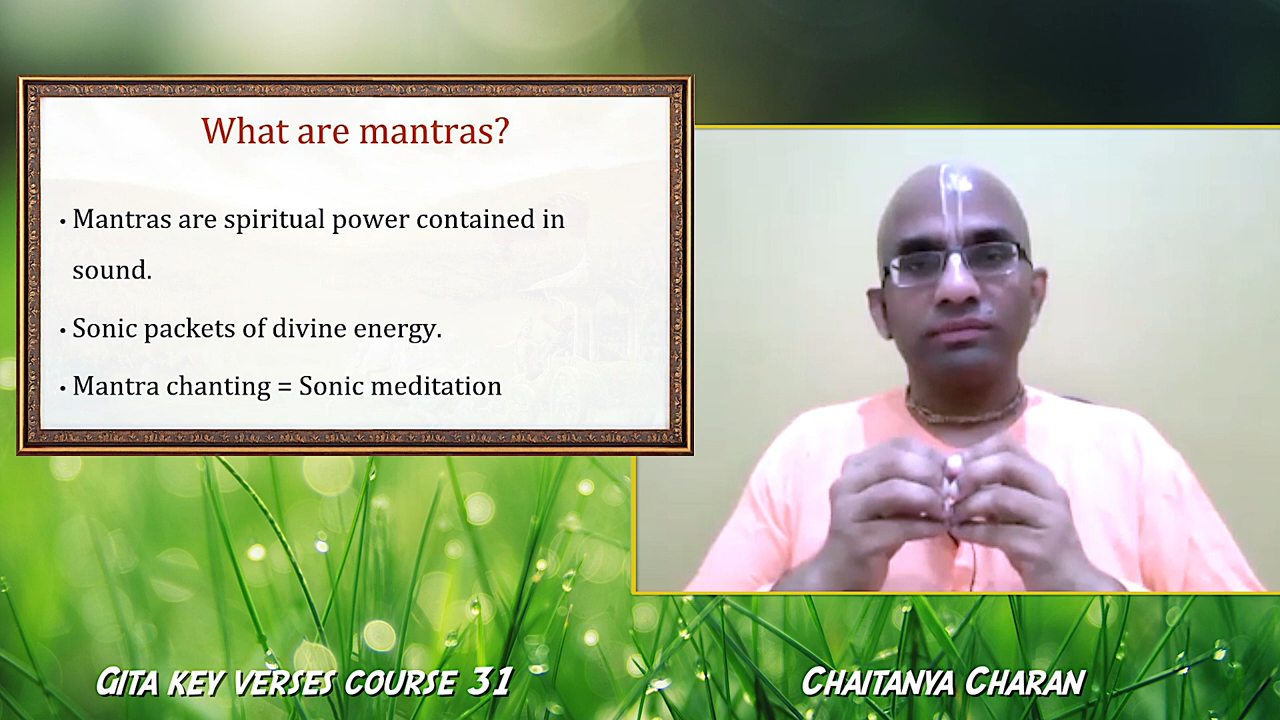 What are mantras?
• Mantras are spiritual power contained in
sound.
• Sonic packets of divine energy.
• Mantra chanting = Sonic meditation
GITA KEY VERSES COURSE 31
CHAITANYA CHARAN